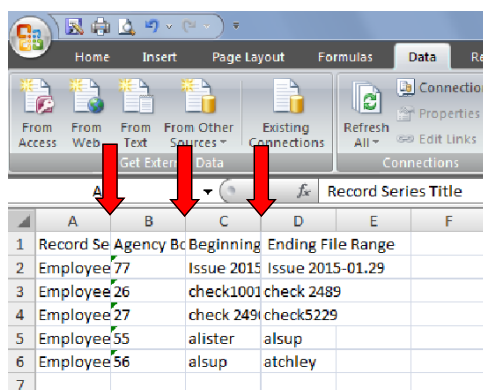 Home Insert Page Layout Formulas Data Re
From Access From Web From Text From Other Sources Existing Connections Refresh All Connectio Properties Edit Links
Get External Data Connections
A fx Record Series Title
A B C D E F
1 Record Se Agency Bo Beginning Ending File Range
2 Employee 77 Issue 2015 Issue 2015-01.29
3 Employee 26 check1001 check 2489
4 Employee 27 check 249 check5229
5 Employee 55 alister alsup
6 Employee 56 alsup atchley
7